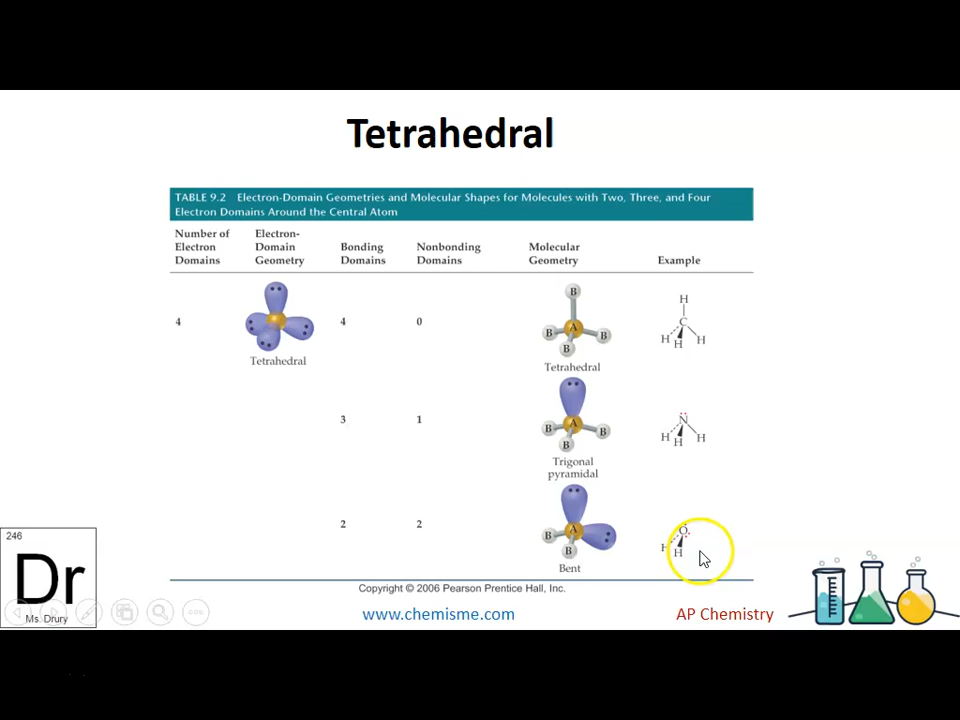 Tetrahedral
TABLE 9.2 Electron-Domain Geometries and Molecular Shapes for Molecules with Two, Three, and Four
Electron Domains Around the Central Atom
Number of Electron Domains
Electron-Domain Geometry
Bonding Domains
Nonbonding Domains
Molecular Geometry
Example
4
Tetrahedral
4
0
B
A
B
B
B
Tetrahedral
H
C
H
H
H
3
1
A
B
B
B
Trigonal
pyramidal
N
H
H
H
2
2
A
B
B
Bent
O
H
H
Copyright © 2006 Pearson Prentice Hall, Inc.
246
Dr
Ms. Drury
www.chemisme.com
AP Chemistry